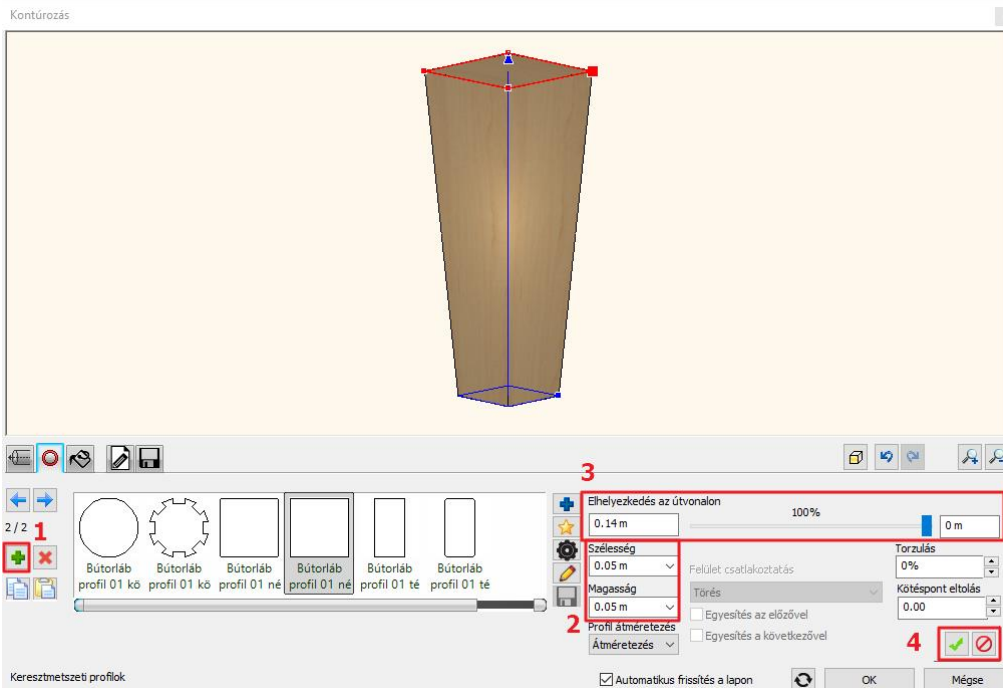 Kontúrozás
3
Elhelyezkedés az útvonalon
100%
0.14 m
0 m
2 / 2
1
Bútorláb profil 01 kö
Bútorláb profil 01 kö
Bútorláb profil 01 né
Bútorláb profil 01 né
Bútorláb profil 01 té
Bútorláb profil 01 té
Szélesség
0.05 m
Magasság
0.05 m
2
Profil átméretezés
Átméretezés
Felület csatlakoztatás
Törés
Egyesítés az előzővel
Egyesítés a következővel
Torzulás
0%
Kötéspont eltolás
0.00
4
Keresztmetszeti profilok
Automatikus frissítés a lapon
OK
Mégse